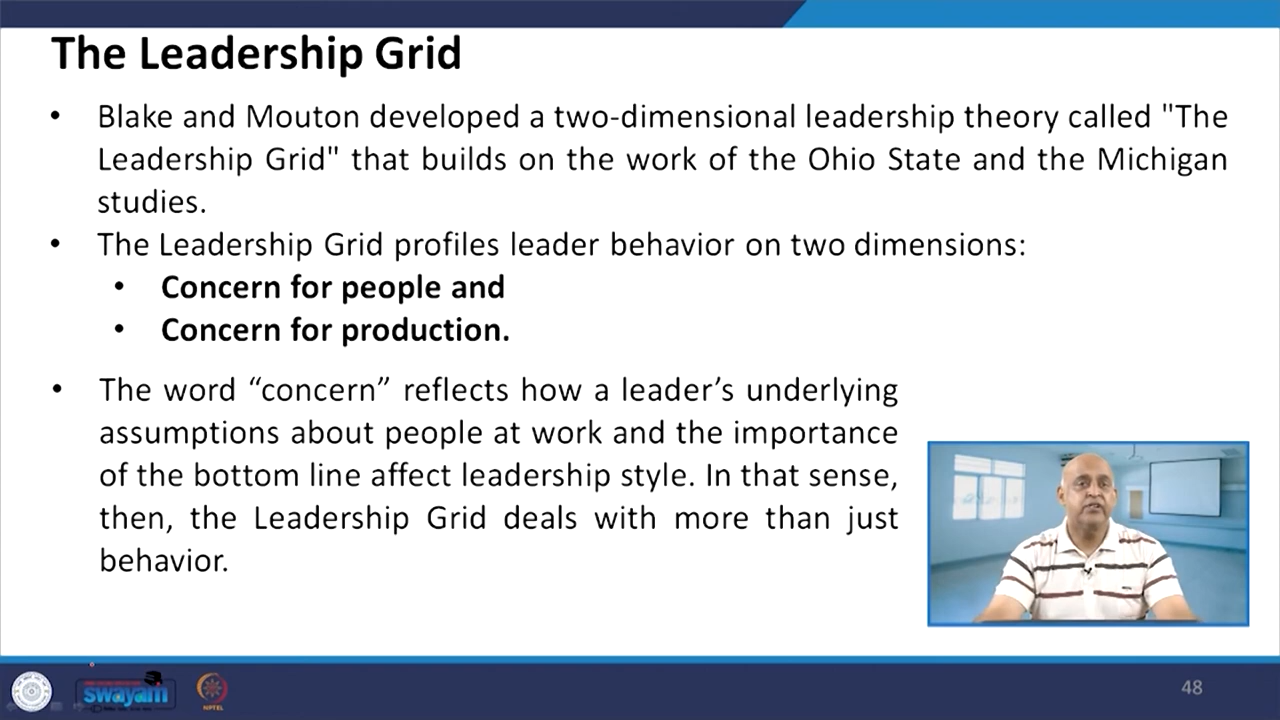 The Leadership Grid
• Blake and Mouton developed a two-dimensional leadership theory called "The
Leadership Grid" that builds on the work of the Ohio State and the Michigan
studies.
• The Leadership Grid profiles leader behavior on two dimensions:
• Concern for people and
• Concern for production.
• The word “concern” reflects how a leader’s underlying
assumptions about people at work and the importance
of the bottom line affect leadership style. In that sense,
then, the Leadership Grid deals with more than just
behavior.
swayam
NPTEL
48